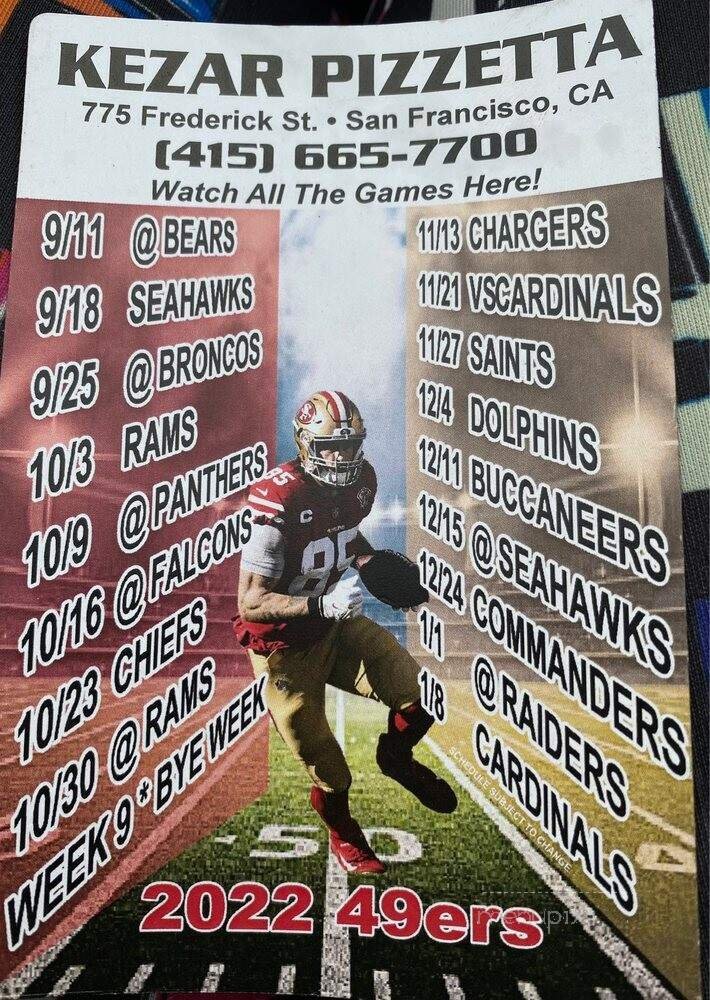 KEZAR PIZZETTA
775 Frederick St. • San Francisco, CA
(415) 665-7700
Watch All The Games Here!
9/11 @ BEARS
9/18 SEAHAWKS
9/25 @ BRONCOS
10/3 RAMS
10/9 @ PANTHERS
10/16 @ FALCONS
10/23 CHIEFS
10/30 @ RAMS
WEEK 9 * BYE WEEK
11/13 CHARGERS
11/21 VSCARDINALS
11/27 SAINTS
12/4 DOLPHINS
12/11 BUCCANEERS
12/15 @SEAHAWKS
12/24 COMMANDERS
1/1 @ RAIDERS
1/8 CARDINALS
SCHEDULE SUBJECT TO CHANGE
85
C
85
50
2022 49ers
menupix